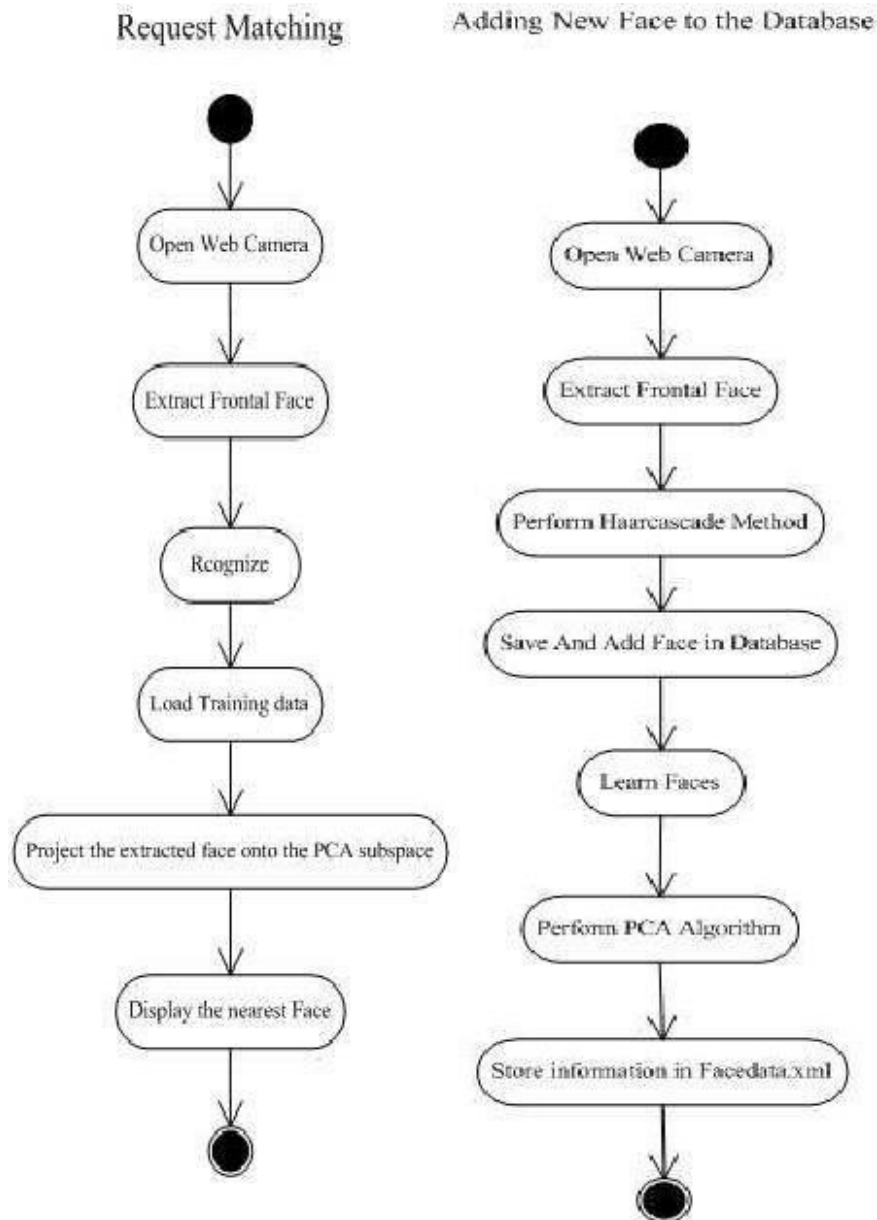 Request Matching
Open Web Camera
Extract Frontal Face
Rcognize
Load Training data
Project the extracted face onto the PCA subspace
Display the nearest Face
Adding New Face to the Database
Open Web Camera
Extract Frontal Face
Perform Haarcascade Method
Save And Add Face in Database
Learn Faces
Perform PCA Algorithm
Store information in Facedata.xml